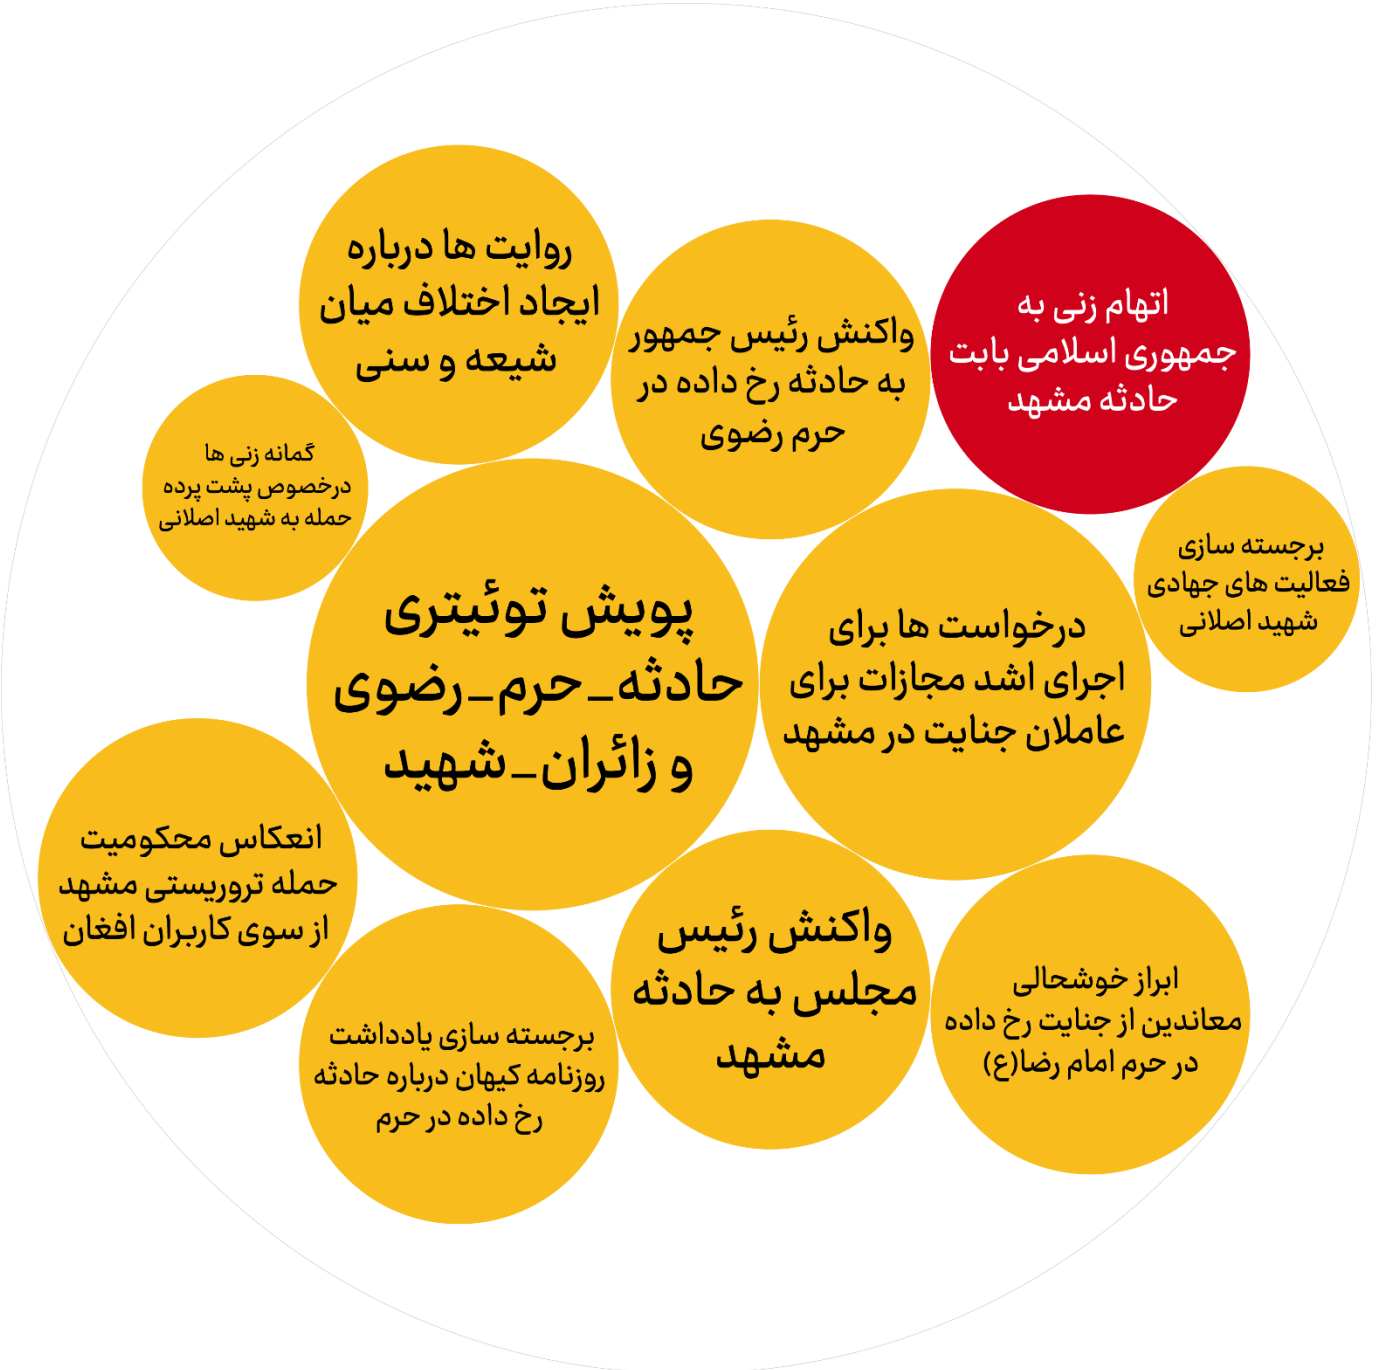 روایت ها درباره
ایجاد اختلاف میان
شیعه و سنی
واکنش رئیس جمهور
به حادثه رخ داده در
حرم رضوی
اتهام زنی به
جمهوری اسلامی بابت
حادثه مشهد
گمانه زنی ها
درخصوص پشت پرده
حمله به شهید اصلانی
برجسته سازی
فعالیت های جهادی
شهید اصلانی
پویش توئیتری
حادثه_حرم_رضوی
و زائران_شهید
درخواست ها برای
اجرای اشد مجازات برای
عاملان جنایت در مشهد
انعکاس محکومیت
حمله تروریستی مشهد
از سوی کاربران افغان
واکنش رئیس
مجلس به حادثه
مشهد
ابراز خوشحالی
معاندین از جنایت رخ داده
در حرم امام رضا(ع)
برجسته سازی یادداشت
روزنامه کیهان درباره حادثه
رخ داده در حرم